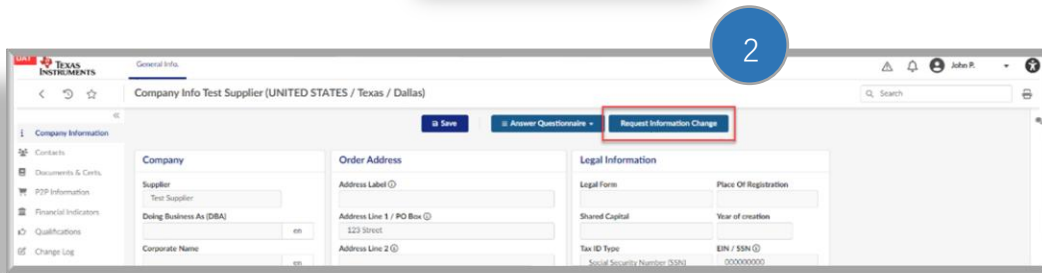 2
UAT
TEXAS
INSTRUMENTS
General Info.
John P.
Company Info Test Supplier (UNITED STATES / Texas / Dallas)
Search
Save
Answer Questionnaire
Request Information Change
Company Information
Contacts
Documents & Certs.
P2P Information
Financial Indicators
Qualifications
Change Log
Company
Supplier
Test Supplier
Doing Business As (DBA)
en
Corporate Name
en
Order Address
Address Label
Address Line 1 / PO Box
123 Street
Address Line 2
Legal Information
Legal Form
Place Of Registration
Shared Capital
Year of creation
Tax ID Type
EIN / SSN
Social Security Number (SSN)
000000000